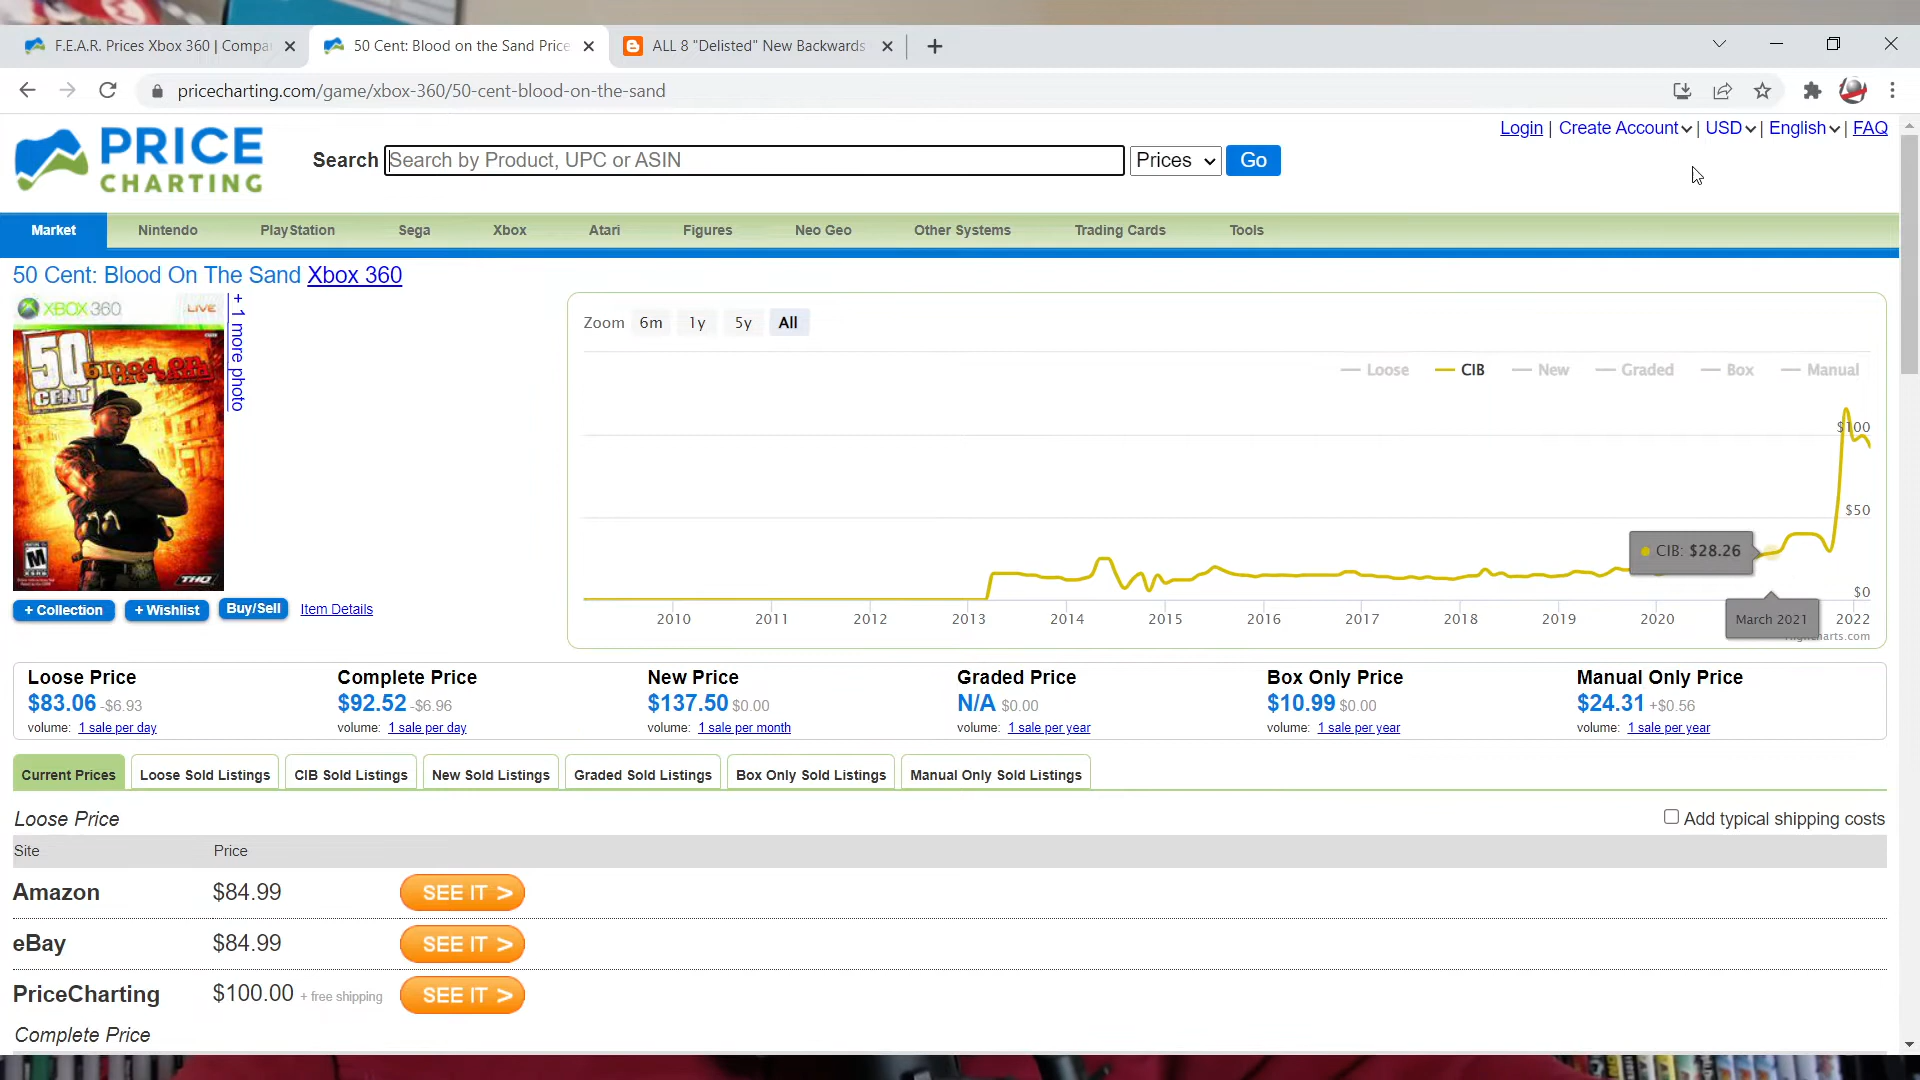 F.E.A.R. Prices Xbox 360 | Compa
50 Cent: Blood on the Sand Price
ALL 8 "Delisted" New Backwards
pricecharting.com/game/xbox-360/50-cent-blood-on-the-sand
Login | Create Account | USD | English | FAQ
PRICE
CHARTING
Search
Search by Product, UPC or ASIN
Prices
Go
Market
Nintendo
PlayStation
Sega
Xbox
Atari
Figures
Neo Geo
Other Systems
Trading Cards
Tools
50 Cent: Blood On The Sand Xbox 360
XBOX 360
LIVE
50
CENT
blood on
the sand
M
THQ
+ 1 more photo
+ Collection
+ Wishlist
Buy/Sell
Item Details
Zoom 6m 1y 5y All
Loose CIB New Graded Box Manual
$100
$50
$0
CIB: $28.26
2010 2011 2012 2013 2014 2015 2016 2017 2018 2019 2020 March 2021 2022
Loose Price
$83.06 -$6.93
volume: 1 sale per day
Complete Price
$92.52 -$6.96
volume: 1 sale per day
New Price
$137.50 $0.00
volume: 1 sale per month
Graded Price
N/A $0.00
volume: 1 sale per year
Box Only Price
$10.99 $0.00
volume: 1 sale per year
Manual Only Price
$24.31 +$0.56
volume: 1 sale per year
Current Prices
Loose Sold Listings
CIB Sold Listings
New Sold Listings
Graded Sold Listings
Box Only Sold Listings
Manual Only Sold Listings
Loose Price
Add typical shipping costs
Site Price
Amazon $84.99 SEE IT >
eBay $84.99 SEE IT >
PriceCharting $100.00 + free shipping SEE IT >
Complete Price